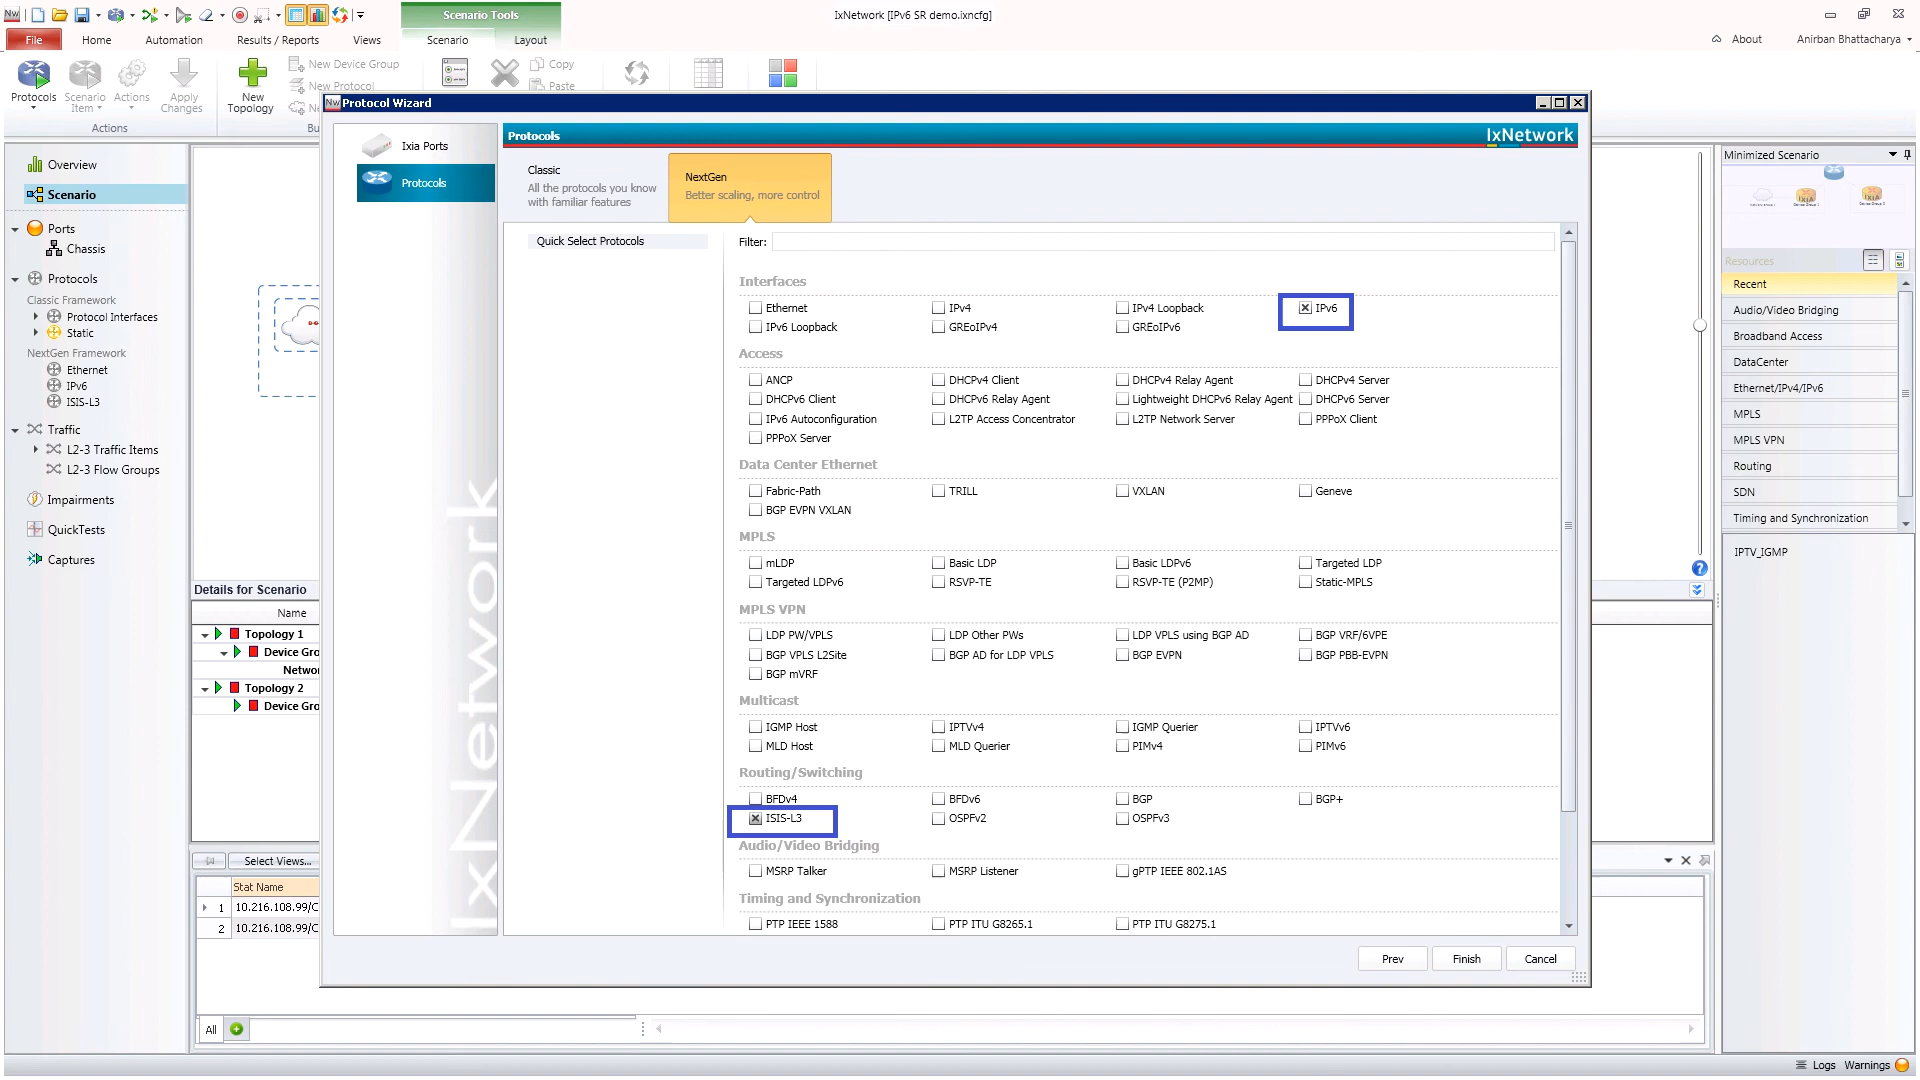 Nw
Scenario Tools
IxNetwork [IPv6 SR demo.ixncfg]
File
Home
Automation
Results / Reports
Views
Scenario
Layout
About
Anirban Bhattacharya
Protocols
Scenario
Item
Actions
Apply
Changes
New
Topology
New Device Group
New Protocol
Copy
Paste
Actions
Nw Protocol Wizard
Overview
Scenario
Ports
Chassis
Protocols
Classic Framework
Protocol Interfaces
Static
NextGen Framework
Ethernet
IPv6
ISIS-L3
Traffic
L2-3 Traffic Items
L2-3 Flow Groups
Impairments
QuickTests
Captures
Details for Scenario
Name
Topology 1
Device Gro
Networ
Topology 2
Device Gro
Select Views...
Stat Name
1 10.216.108.99/C
2 10.216.108.99/C
All
Ixia Ports
Protocols
IxNetwork
Protocols
IxNetwork
Classic
All the protocols you know
with familiar features
NextGen
Better scaling, more control
Quick Select Protocols
Filter:
Interfaces
Ethernet IPv4 IPv4 Loopback IPv6
IPv6 Loopback GREoIPv4 GREoIPv6
Access
ANCP DHCPv4 Client DHCPv4 Relay Agent DHCPv4 Server
DHCPv6 Client DHCPv6 Relay Agent Lightweight DHCPv6 Relay Agent DHCPv6 Server
IPv6 Autoconfiguration L2TP Access Concentrator L2TP Network Server PPPoX Client
PPPoX Server
Data Center Ethernet
Fabric-Path TRILL VXLAN Geneve
BGP EVPN VXLAN
MPLS
mLDP Basic LDP Basic LDPv6 Targeted LDP
Targeted LDPv6 RSVP-TE RSVP-TE (P2MP) Static-MPLS
MPLS VPN
LDP PW/VPLS LDP Other PWs LDP VPLS using BGP AD BGP VRF/6VPE
BGP VPLS L2Site BGP AD for LDP VPLS BGP EVPN BGP PBB-EVPN
BGP mVRF
Multicast
IGMP Host IPTVv4 IGMP Querier IPTVv6
MLD Host MLD Querier PIMv4 PIMv6
Routing/Switching
BFDv4 BFDv6 BGP BGP+
ISIS-L3 OSPFv2 OSPFv3
Audio/Video Bridging
MSRP Talker MSRP Listener gPTP IEEE 802.1AS
Timing and Synchronization
PTP IEEE 1588 PTP ITU G8265.1 PTP ITU G8275.1
Prev
Finish
Cancel
Minimized Scenario
Resources
Recent
Audio/Video Bridging
Broadband Access
DataCenter
Ethernet/IPv4/IPv6
MPLS
MPLS VPN
Routing
SDN
Timing and Synchronization
IPTV_IGMP
Logs
Warnings